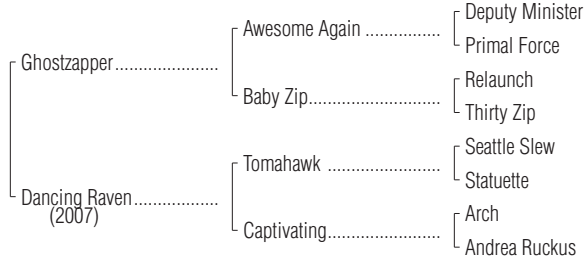 Deputy Minister
Awesome Again ..................
Primal Force
Ghostzapper......................
Relaunch
Baby Zip............................
Thirty Zip
Seattle Slew
Tomahawk ........................
Statuette
Dancing Raven..................
(2007)
Arch
Captivating........................
Andrea Ruckus